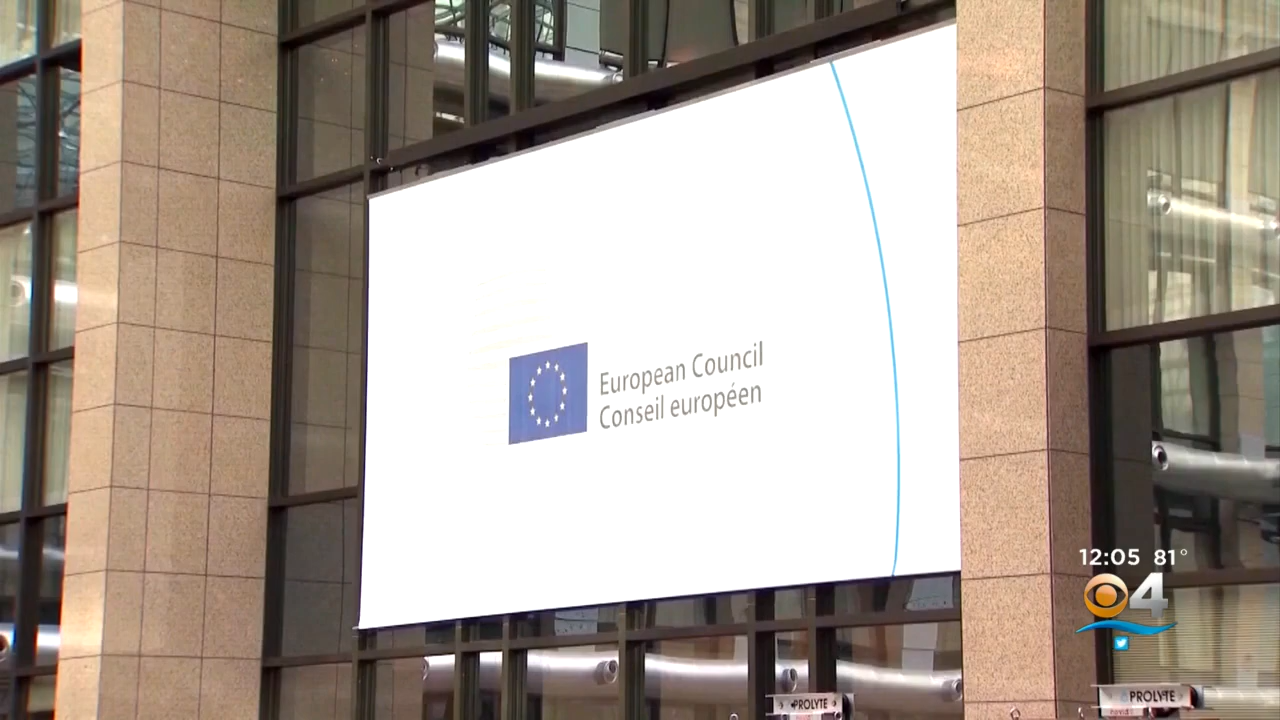 European Council
Conseil européen
12:05 81°
4
PROLYTE
PROLYTE